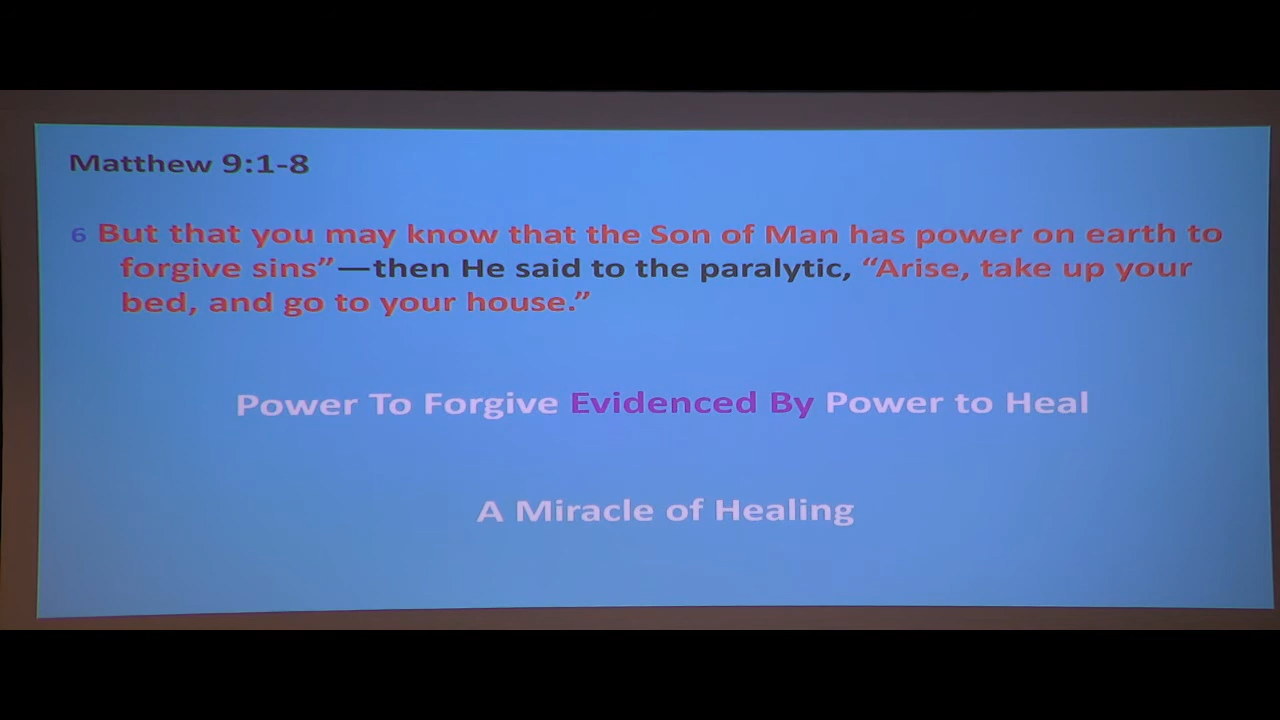 Matthew 9:1-8
6 But that you may know that the Son of Man has power on earth to
forgive sins”—then He said to the paralytic, “Arise, take up your
bed, and go to your house.”
Power To Forgive Evidenced By Power to Heal
A Miracle of Healing